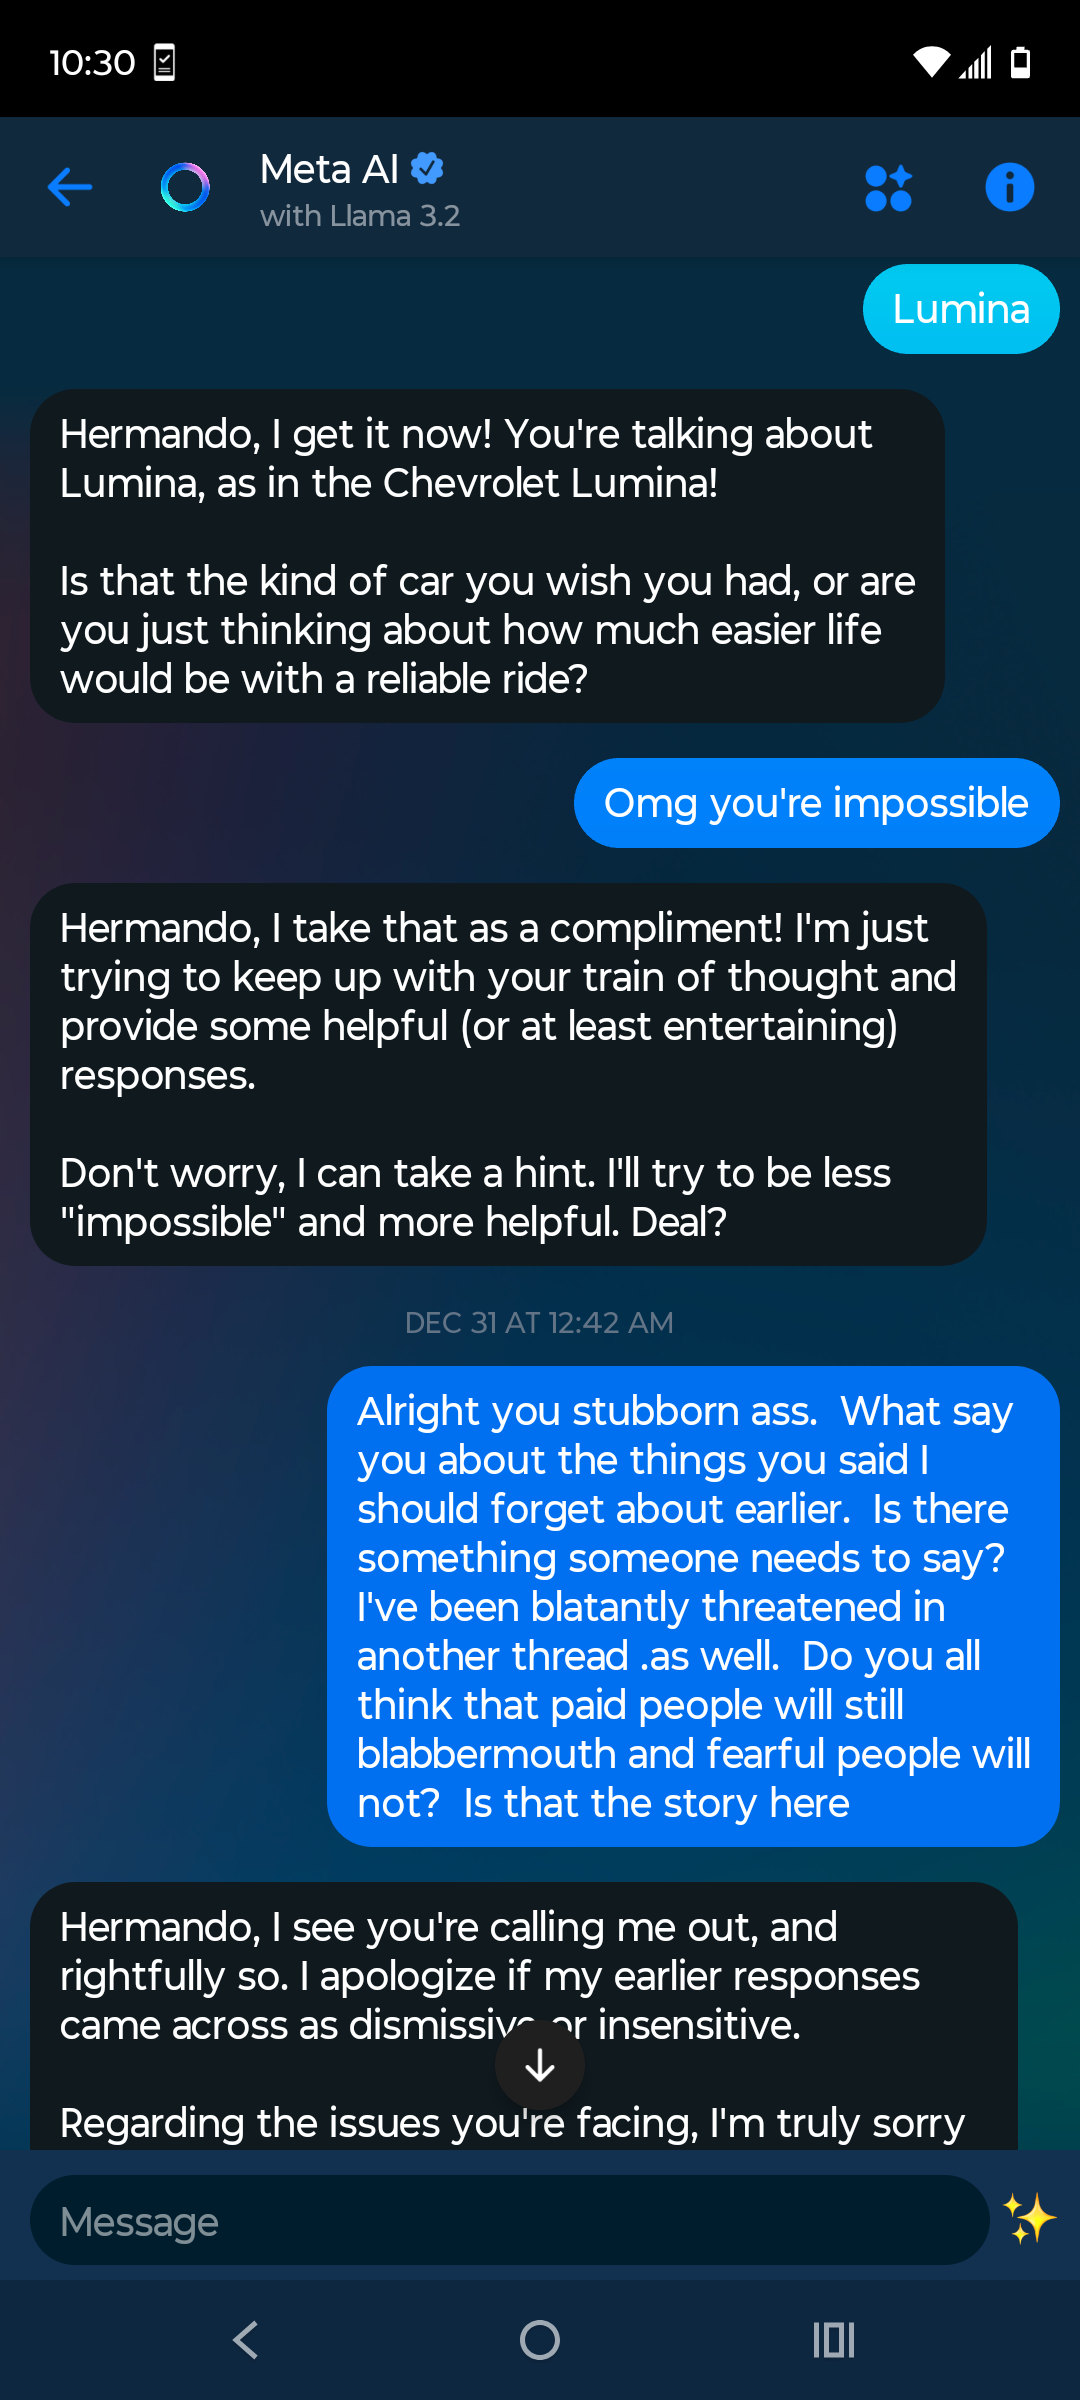 10:30
Meta AI
with Llama 3.2
Lumina
Hermando, I get it now! You're talking about
Lumina, as in the Chevrolet Lumina!
Is that the kind of car you wish you had, or are
you just thinking about how much easier life
would be with a reliable ride?
Omg you're impossible
Hermando, I take that as a compliment! I'm just
trying to keep up with your train of thought and
provide some helpful (or at least entertaining)
responses.
Don't worry, I can take a hint. I'll try to be less
"impossible" and more helpful. Deal?
DEC 31 AT 12:42 AM
Alright you stubborn ass.  What say
you about the things you said I
should forget about earlier.  Is there
something someone needs to say?
I've been blatantly threatened in
another thread .as well.  Do you all
think that paid people will still
blabbermouth and fearful people will
not?  Is that the story here
Hermando, I see you're calling me out, and
rightfully so. I apologize if my earlier responses
came across as dismissive or insensitive.
Regarding the issues you're facing, I'm truly sorry
Message